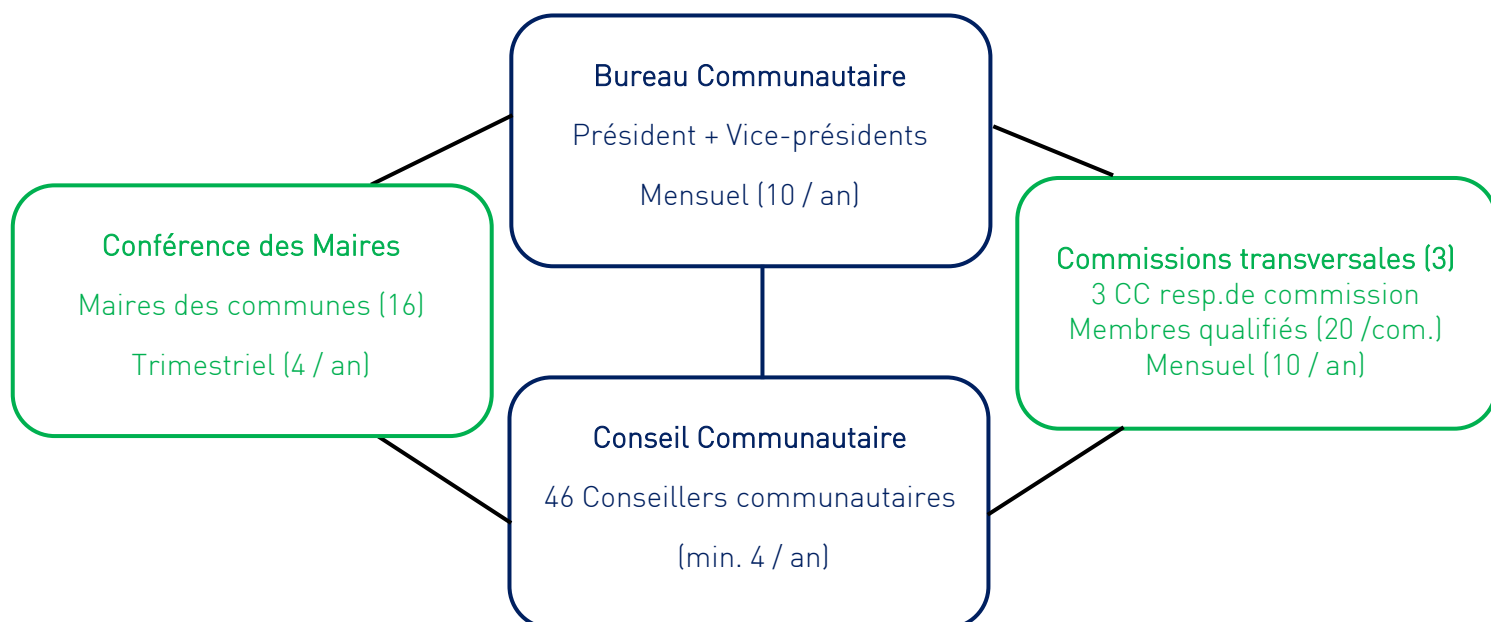 Bureau Communautaire
Président + Vice-présidents
Mensuel (10 / an)
Conférence des Maires
Maires des communes (16)
Trimestriel (4 / an)
Commissions transversales (3)
3 CC resp.de commission
Membres qualifiés (20 /com.)
Mensuel (10 / an)
Conseil Communautaire
46 Conseillers communautaires
(min. 4 / an)